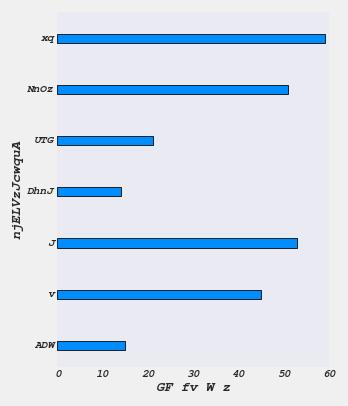 xq
NnOz
UTG
DhnJ
J
v
ADW
njELVzJcwquA
0 10 20 30 40 50 60
GF fv W z